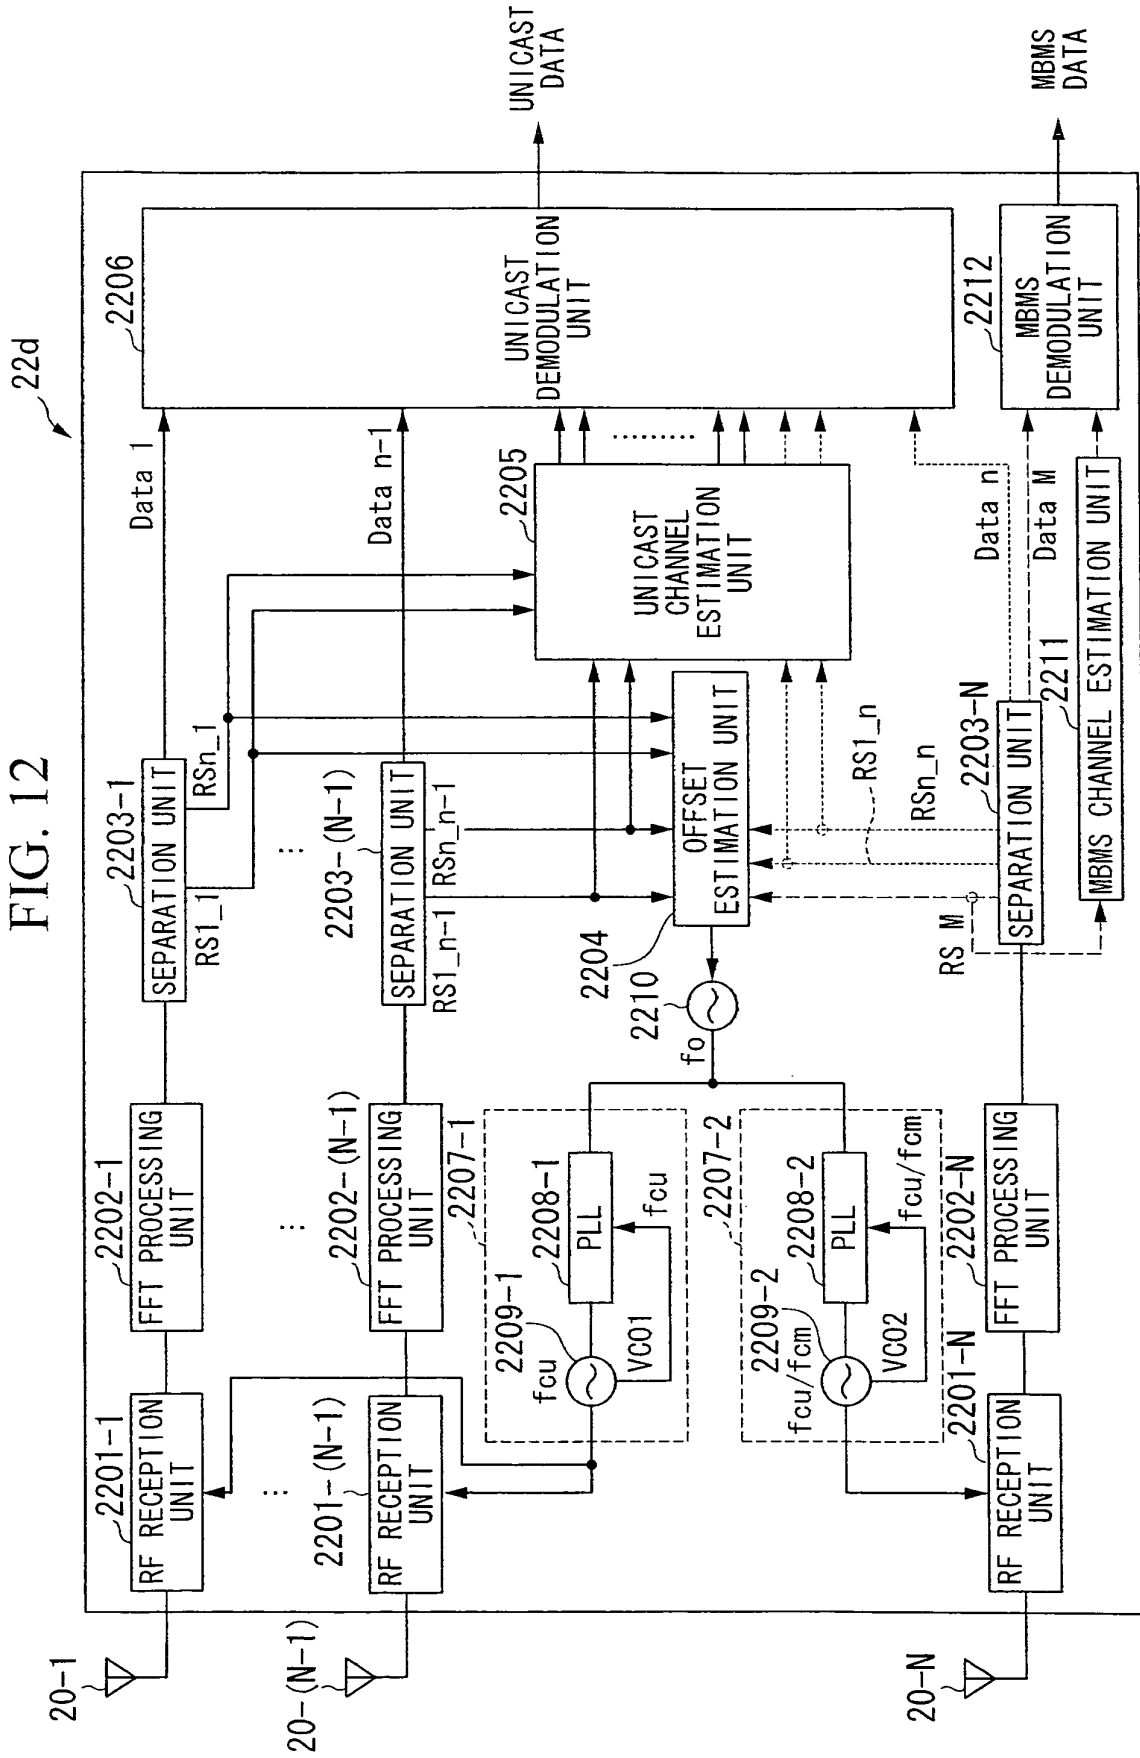 FIG. 12
22d
20-1
2201-1
RF RECEPTION
UNIT
2202-1
FFT PROCESSING
UNIT
2203-1
SEPARATION UNIT
RS1_1
RSn_1
Data 1
2206
UNICAST
DEMODULATION
UNIT
UNICAST
DATA
20-(N-1)
2201-(N-1)
RF RECEPTION
UNIT
2202-(N-1)
FFT PROCESSING
UNIT
2203-(N-1)
SEPARATION UNIT
RS1_n-1
RSn_n-1
Data n-1
2205
UNICAST
CHANNEL
ESTIMATION
UNIT
2207-1
2209-1
fcu
VCO1
2208-1
PLL
fcu
2204
OFFSET
ESTIMATION UNIT
2210
fo
2207-2
2209-2
fcu/fcm
VCO2
2208-2
PLL
fcu/fcm
RS1_n
RSn_n
RS M
20-N
2201-N
RF RECEPTION
UNIT
2202-N
FFT PROCESSING
UNIT
2203-N
SEPARATION UNIT
Data n
Data M
2211
MBMS CHANNEL ESTIMATION UNIT
2212
MBMS
DEMODULATION
UNIT
MBMS
DATA